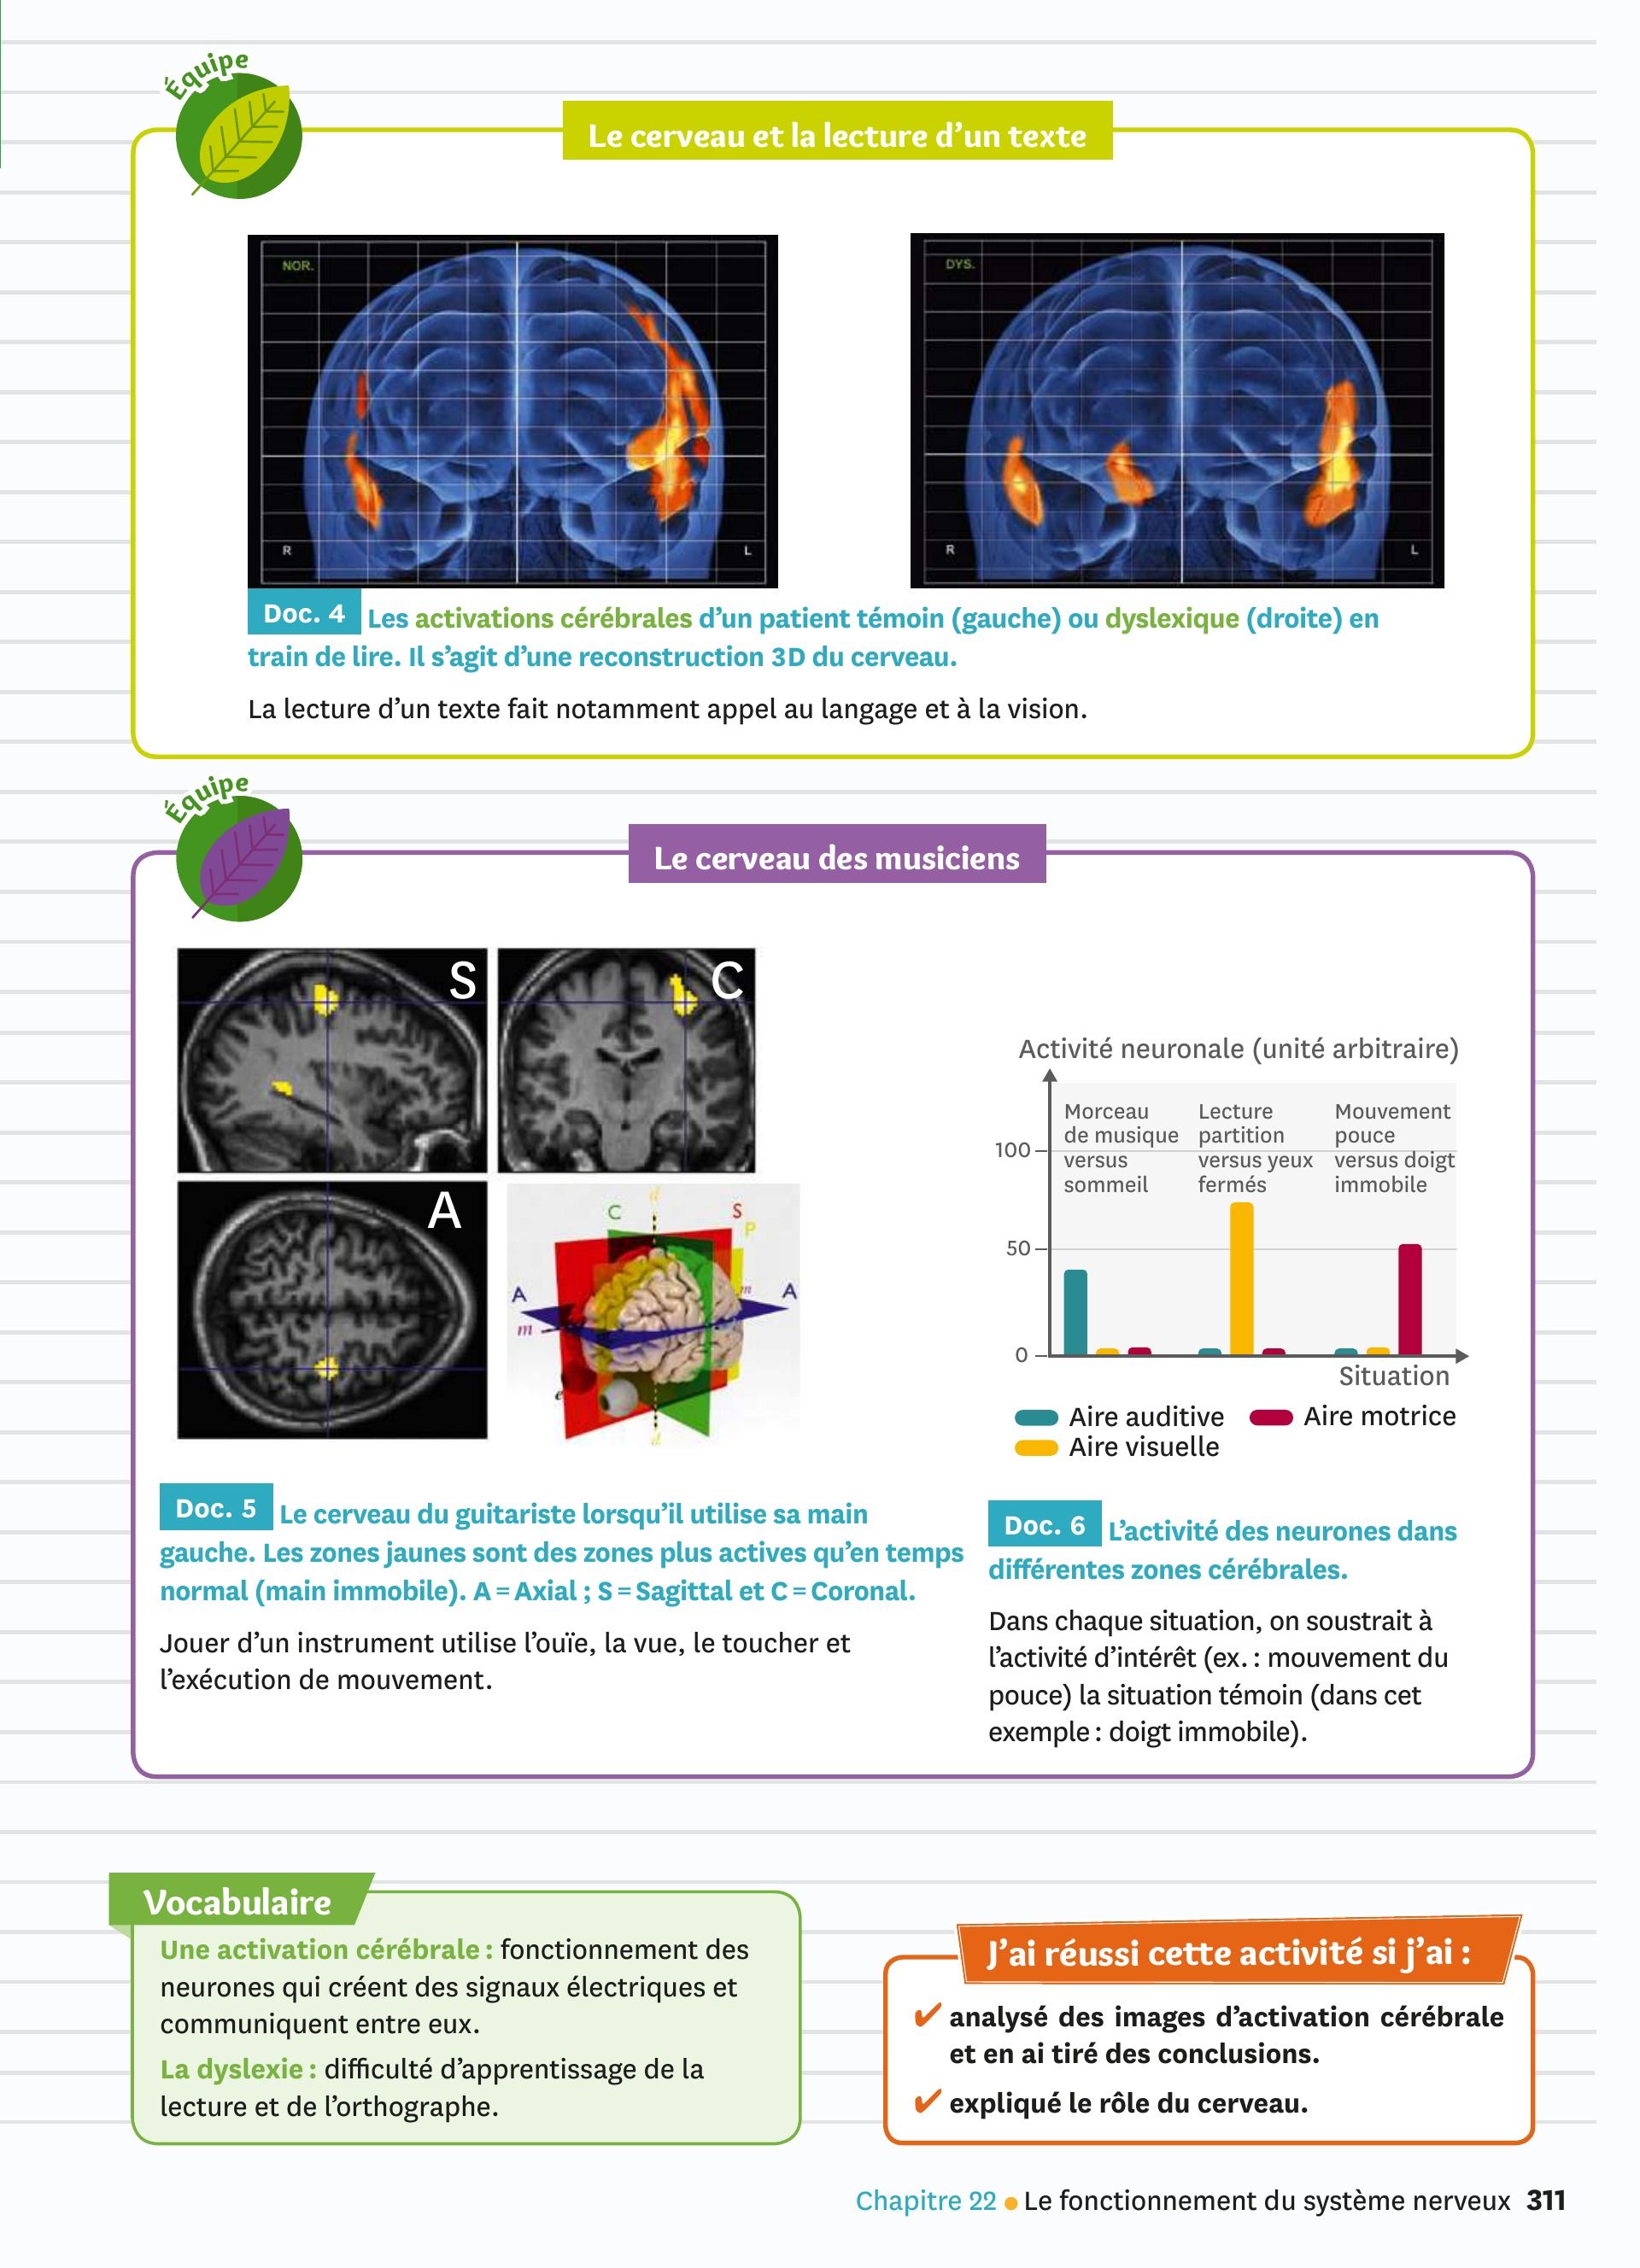 Équipe
Le cerveau et la lecture d'un texte
NOR.
R
L
DYS.
R
L
Doc. 4 Les activations cérébrales d'un patient témoin (gauche) ou dyslexique (droite) en
train de lire. Il s'agit d'une reconstruction 3D du cerveau.
La lecture d'un texte fait notamment appel au langage et à la vision.
Équipe
Le cerveau des musiciens
S
C
A
d
C
S
P
A
m
m
A
e
d
Doc. 5 Le cerveau du guitariste lorsqu'il utilise sa main
gauche. Les zones jaunes sont des zones plus actives qu'en temps
normal (main immobile). A = Axial ; S = Sagittal et C = Coronal.
Jouer d'un instrument utilise l'ouïe, la vue, le toucher et
l'exécution de mouvement.
Activité neuronale (unité arbitraire)
Morceau
de musique
versus
sommeil
Lecture
partition
versus yeux
fermés
Mouvement
pouce
versus doigt
immobile
100
50
0
Situation
Aire auditive
Aire motrice
Aire visuelle
Doc. 6 L'activité des neurones dans
différentes zones cérébrales.
Dans chaque situation, on soustrait à
l'activité d'intérêt (ex. : mouvement du
pouce) la situation témoin (dans cet
exemple : doigt immobile).
Vocabulaire
Une activation cérébrale : fonctionnement des
neurones qui créent des signaux électriques et
communiquent entre eux.
La dyslexie : difficulté d'apprentissage de la
lecture et de l'orthographe.
J'ai réussi cette activité si j'ai :
✔ analysé des images d'activation cérébrale
et en ai tiré des conclusions.
✔ expliqué le rôle du cerveau.
Chapitre 22 • Le fonctionnement du système nerveux 311